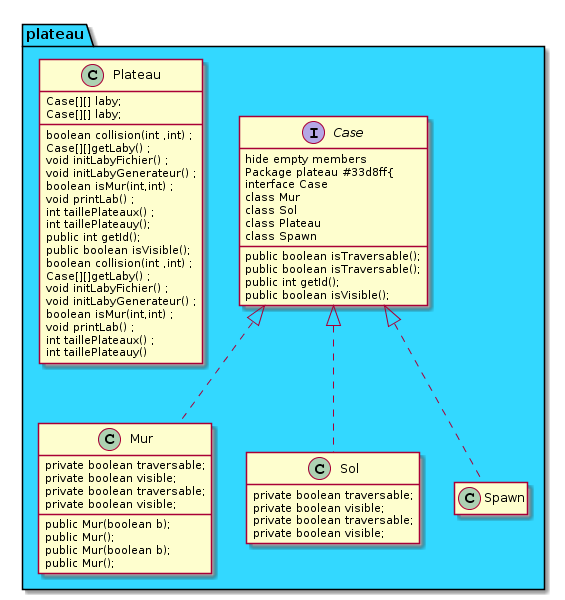 plateau
C Plateau
Case[][] laby;
Case[][] laby;
boolean collision(int ,int) ;
Case[][]getLaby() ;
void initLabyFichier() ;
void initLabyGenerateur() ;
boolean isMur(int,int) ;
void printLab() ;
int taillePlateaux() ;
int taillePlateauy();
public int getId();
public boolean isVisible();
boolean collision(int ,int) ;
Case[][]getLaby() ;
void initLabyFichier() ;
void initLabyGenerateur() ;
boolean isMur(int,int) ;
void printLab() ;
int taillePlateaux() ;
int taillePlateauy()
I Case
hide empty members
Package plateau #33d8ff{
interface Case
class Mur
class Sol
class Plateau
class Spawn
public boolean isTraversable();
public boolean isTraversable();
public int getId();
public boolean isVisible();
C Mur
private boolean traversable;
private boolean visible;
private boolean traversable;
private boolean visible;
public Mur(boolean b);
public Mur();
public Mur(boolean b);
public Mur();
C Sol
private boolean traversable;
private boolean visible;
private boolean traversable;
private boolean visible;
C Spawn